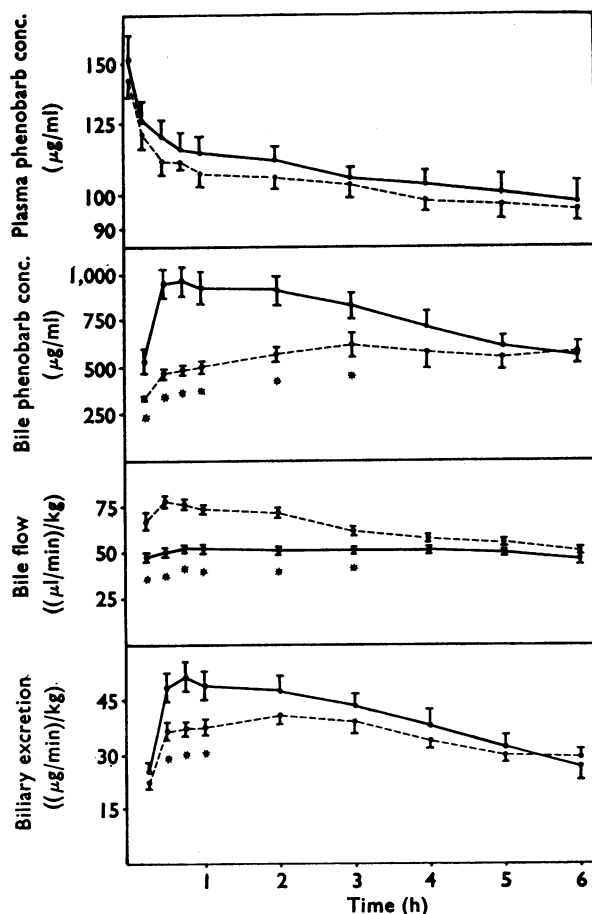 Plasma phenobarb conc.
(μg/ml)
150
125
100
90
Bile phenobarb conc.
(μg/ml)
1,000
750
500
250
* * * * * *
Bile flow
((μl/min)/kg)
75
50
25
* * * * * *
Biliary excretion
((μg/min)/kg)
45
30
15
* * *
1 2 3 4 5 6
Time (h)